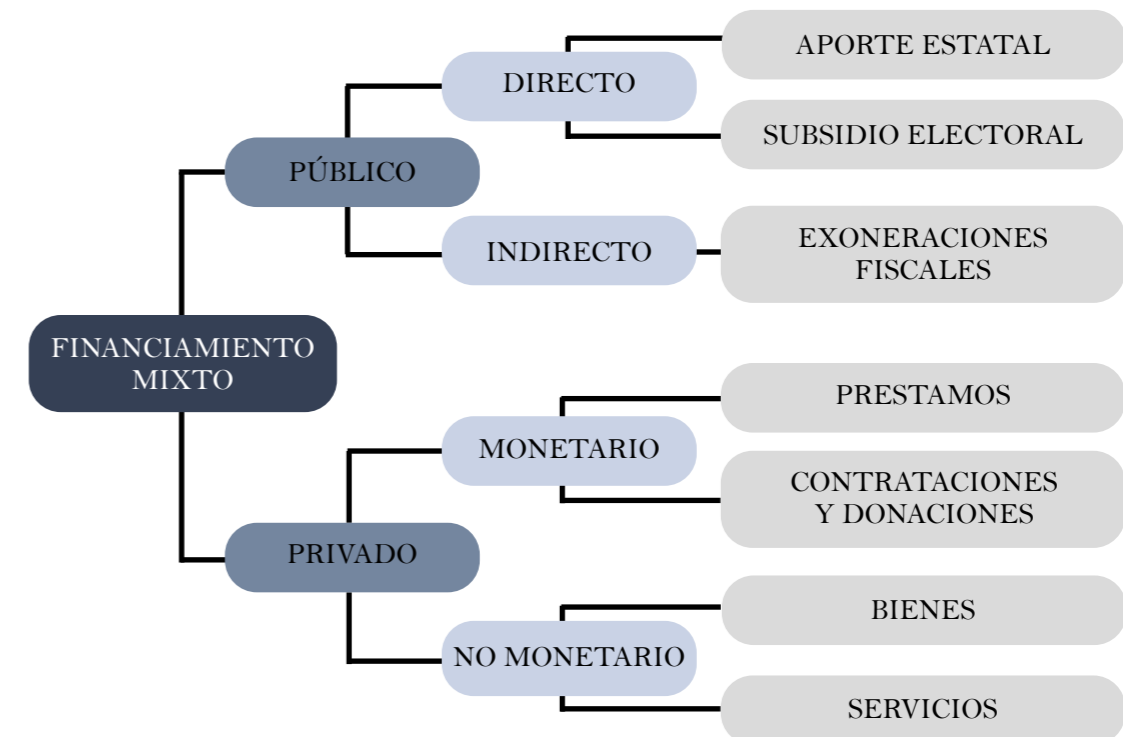 APORTE ESTATAL
DIRECTO
SUBSIDIO ELECTORAL
PÚBLICO
INDIRECTO
EXONERACIONES
FISCALES
FINANCIAMIENTO
MIXTO
PRESTAMOS
MONETARIO
CONTRATACIONES
Y DONACIONES
PRIVADO
BIENES
NO MONETARIO
SERVICIOS